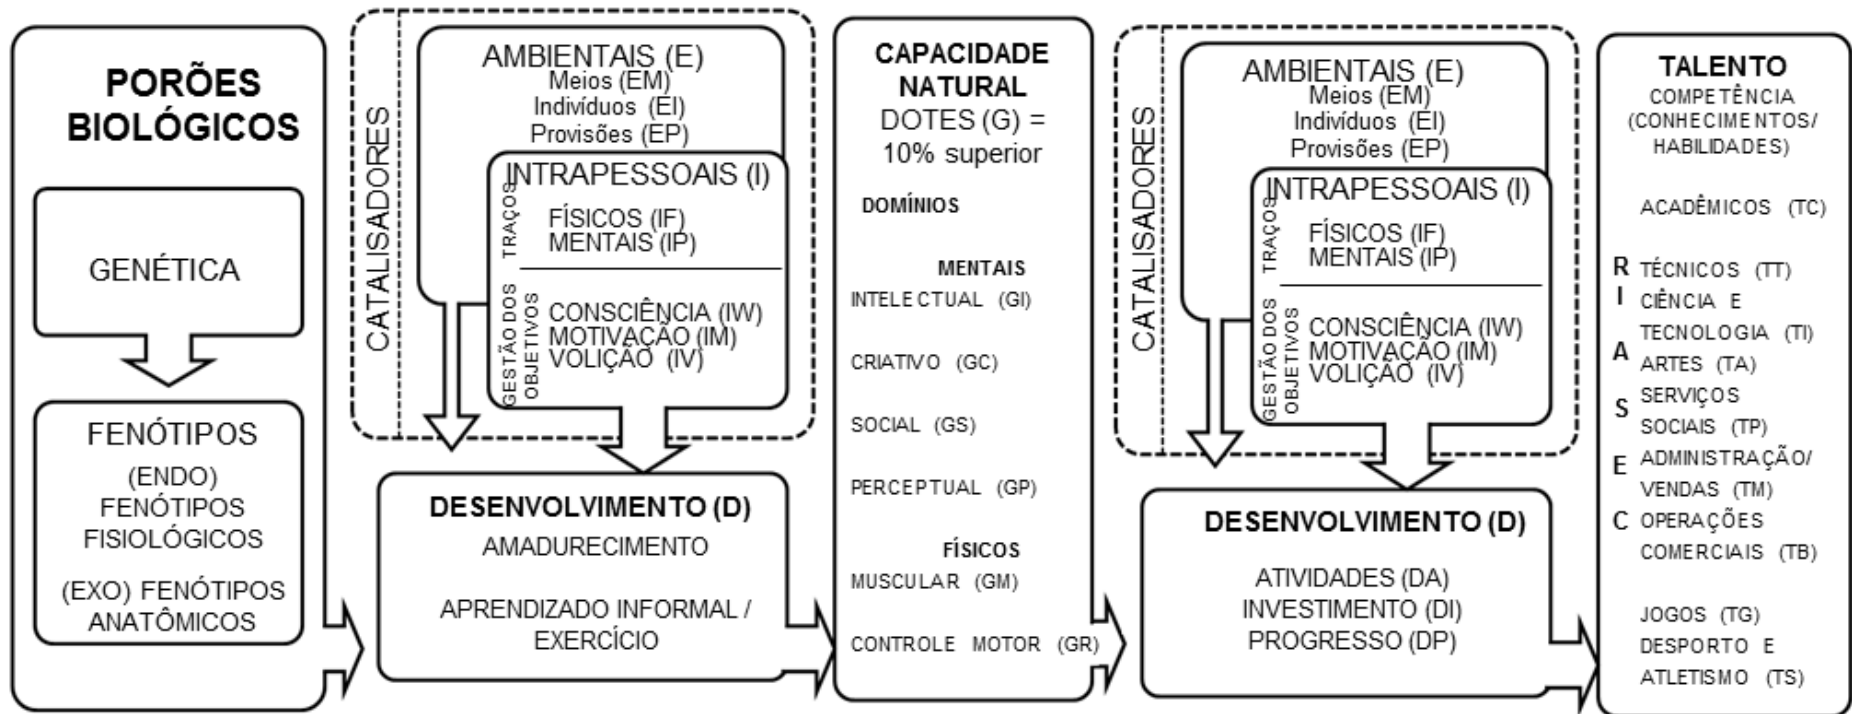 PORÕES
BIOLÓGICOS
GENÉTICA
FENÓTIPOS
(ENDO)
FENÓTIPOS
FISIOLÓGICOS
(EXO) FENÓTIPOS
ANATÔMICOS
CATALISADORES
AMBIENTAIS (E)
Meios (EM)
Indivíduos (EI)
Provisões (EP)
INTRAPESSOAIS (I)
TRAÇOS
FÍSICOS (IF)
MENTAIS (IP)
GESTÃO DOS
OBJETIVOS
CONSCIÊNCIA (IW)
MOTIVAÇÃO (IM)
VOLIÇÃO (IV)
DESENVOLVIMENTO (D)
AMADURECIMENTO
APRENDIZADO INFORMAL /
EXERCÍCIO
CAPACIDADE
NATURAL
DOTES (G) =
10% superior
DOMÍNIOS
MENTAIS
INTELECTUAL (GI)
CRIATIVO (GC)
SOCIAL (GS)
PERCEPTUAL (GP)
FÍSICOS
MUSCULAR (GM)
CONTROLE MOTOR (GR)
CATALISADORES
AMBIENTAIS (E)
Meios (EM)
Indivíduos (EI)
Provisões (EP)
INTRAPESSOAIS (I)
TRAÇOS
FÍSICOS (IF)
MENTAIS (IP)
GESTÃO DOS
OBJETIVOS
CONSCIÊNCIA (IW)
MOTIVAÇÃO (IM)
VOLIÇÃO (IV)
DESENVOLVIMENTO (D)
ATIVIDADES (DA)
INVESTIMENTO (DI)
PROGRESSO (DP)
TALENTO
COMPETÊNCIA
(CONHECIMENTOS/
HABILIDADES)
ACADÊMICOS (TC)
R TÉCNICOS (TT)
I CIÊNCIA E
TECNOLOGIA (TI)
A ARTES (TA)
S SERVIÇOS
SOCIAIS (TP)
E ADMINISTRAÇÃO/
VENDAS (TM)
C OPERAÇÕES
COMERCIAIS (TB)
JOGOS (TG)
DESPORTO E
ATLETISMO (TS)